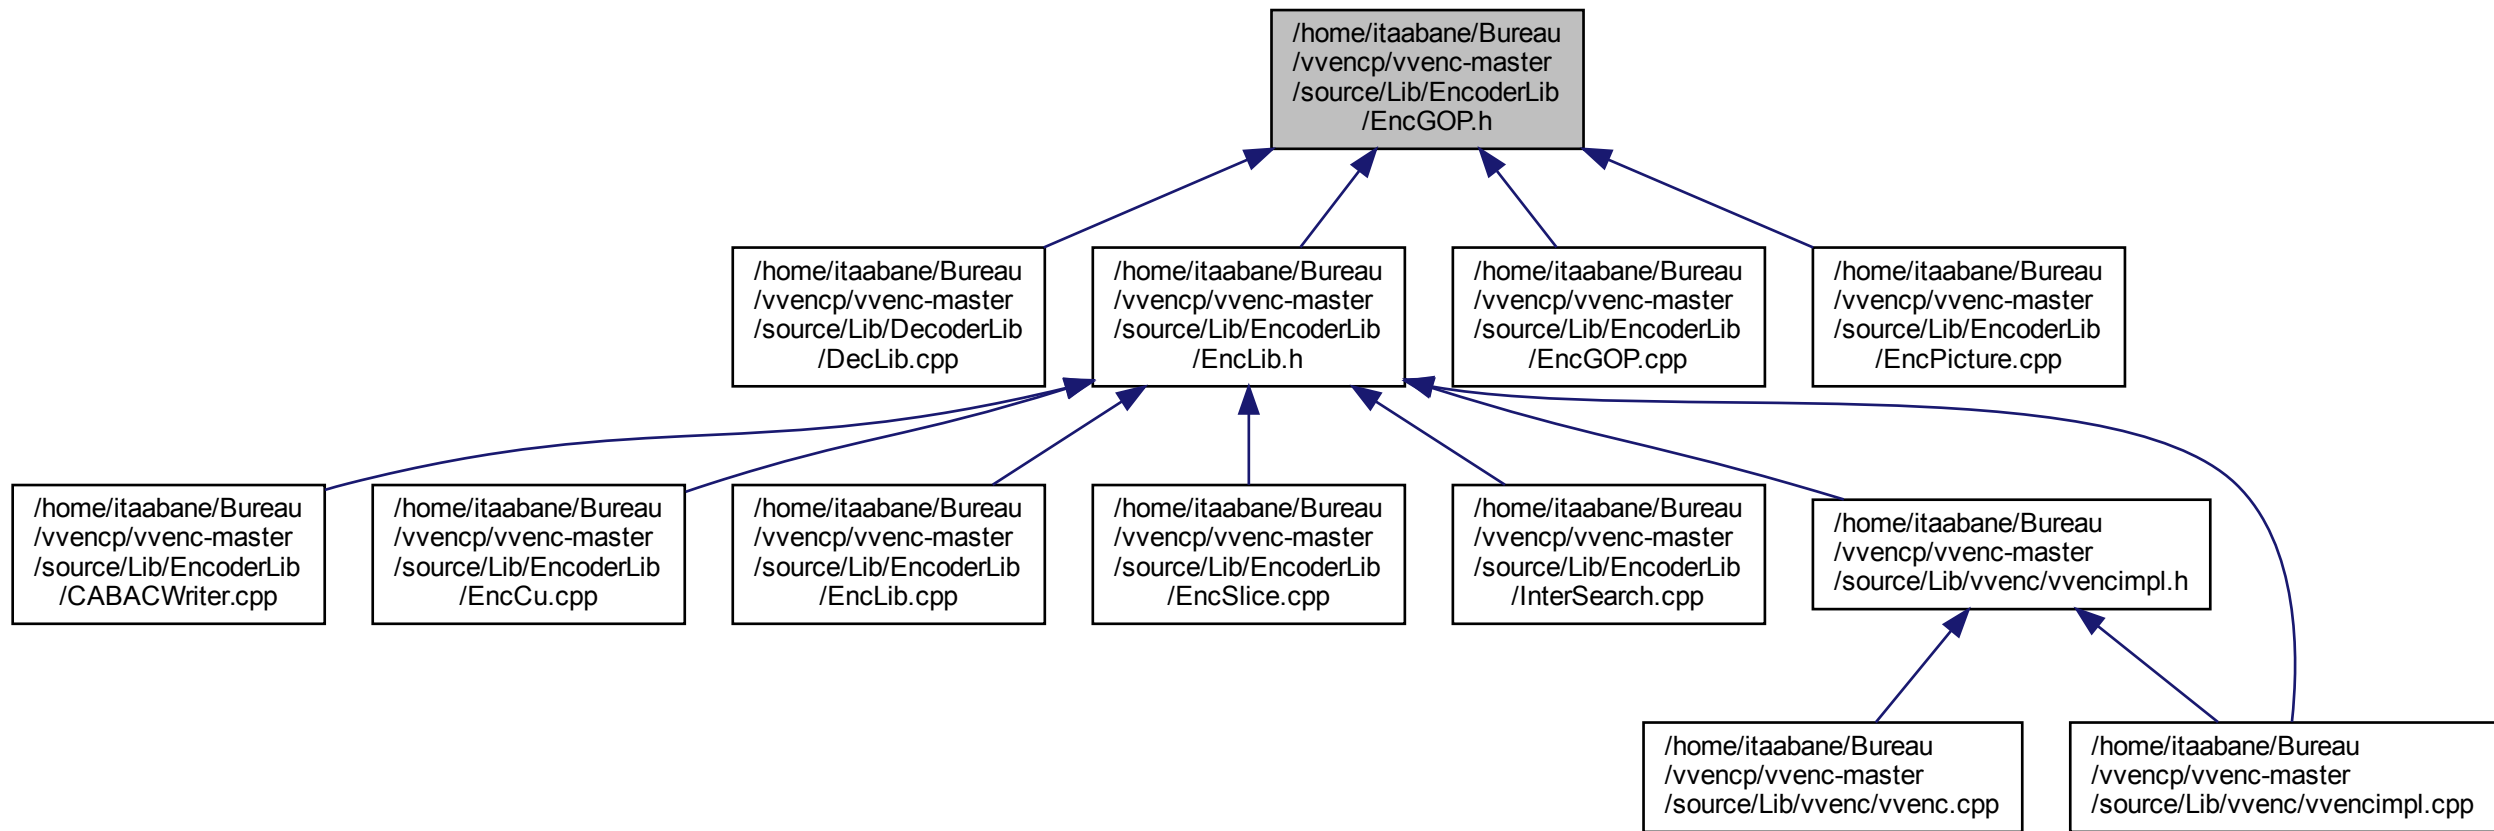 /home/itaabane/Bureau
/vvencp/vvenc-master
/source/Lib/EncoderLib
/EncGOP.h
/home/itaabane/Bureau
/vvencp/vvenc-master
/source/Lib/DecoderLib
/DecLib.cpp
/home/itaabane/Bureau
/vvencp/vvenc-master
/source/Lib/EncoderLib
/EncLib.h
/home/itaabane/Bureau
/vvencp/vvenc-master
/source/Lib/EncoderLib
/EncGOP.cpp
/home/itaabane/Bureau
/vvencp/vvenc-master
/source/Lib/EncoderLib
/EncPicture.cpp
/home/itaabane/Bureau
/vvencp/vvenc-master
/source/Lib/EncoderLib
/CABACWriter.cpp
/home/itaabane/Bureau
/vvencp/vvenc-master
/source/Lib/EncoderLib
/EncCu.cpp
/home/itaabane/Bureau
/vvencp/vvenc-master
/source/Lib/EncoderLib
/EncLib.cpp
/home/itaabane/Bureau
/vvencp/vvenc-master
/source/Lib/EncoderLib
/EncSlice.cpp
/home/itaabane/Bureau
/vvencp/vvenc-master
/source/Lib/EncoderLib
/InterSearch.cpp
/home/itaabane/Bureau
/vvencp/vvenc-master
/source/Lib/vvenc/vvencimpl.h
/home/itaabane/Bureau
/vvencp/vvenc-master
/source/Lib/vvenc/vvenc.cpp
/home/itaabane/Bureau
/vvencp/vvenc-master
/source/Lib/vvenc/vvencimpl.cpp